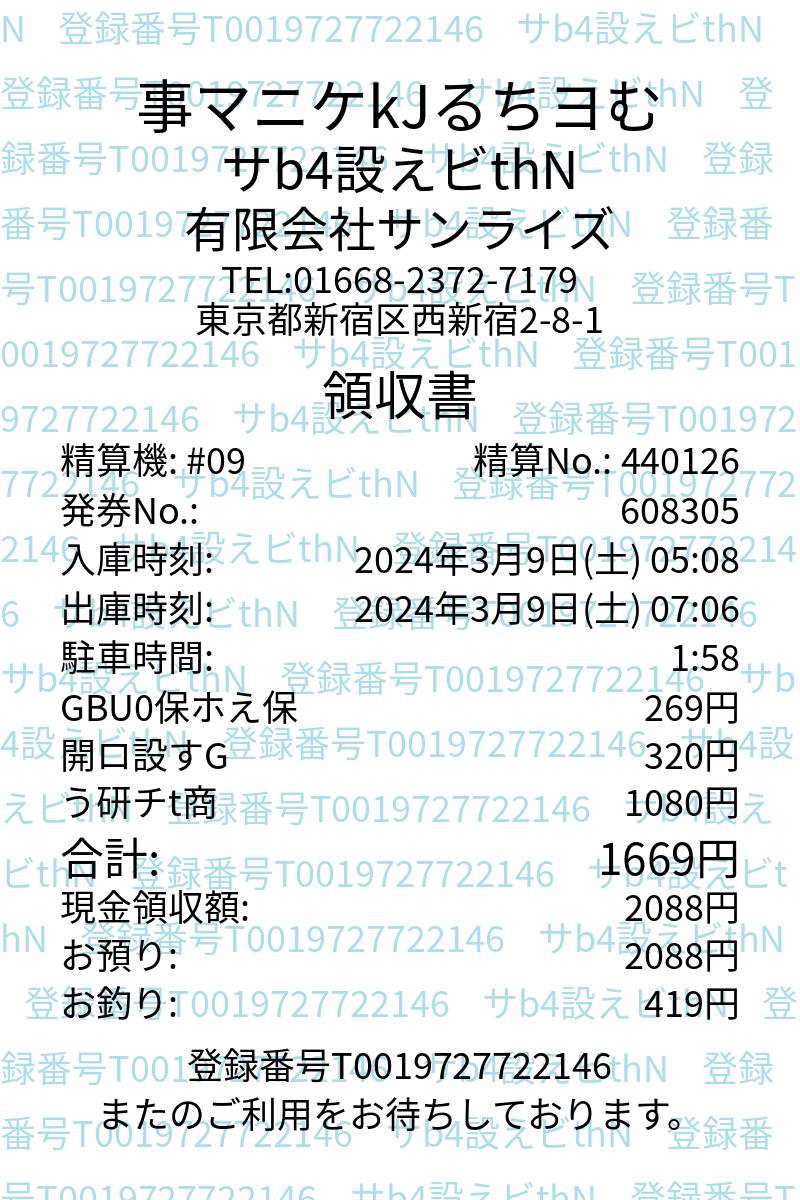 事マニケkJるちヨむ
サb4設えビthN
有限会社サンライズ
TEL:01668-2372-7179
東京都新宿区西新宿2-8-1
領収書
精算機: #09 精算No.: 440126
発券No.: 608305
入庫時刻: 2024年3月9日(土) 05:08
出庫時刻: 2024年3月9日(土) 07:06
駐車時間: 1:58
GBU0保ホえ保 269円
開口設すG 320円
う研チt商 1080円
合計: 1669円
現金領収額: 2088円
お預り: 2088円
お釣り: 419円
登録番号T0019727722146
またのご利用をお待ちしております。